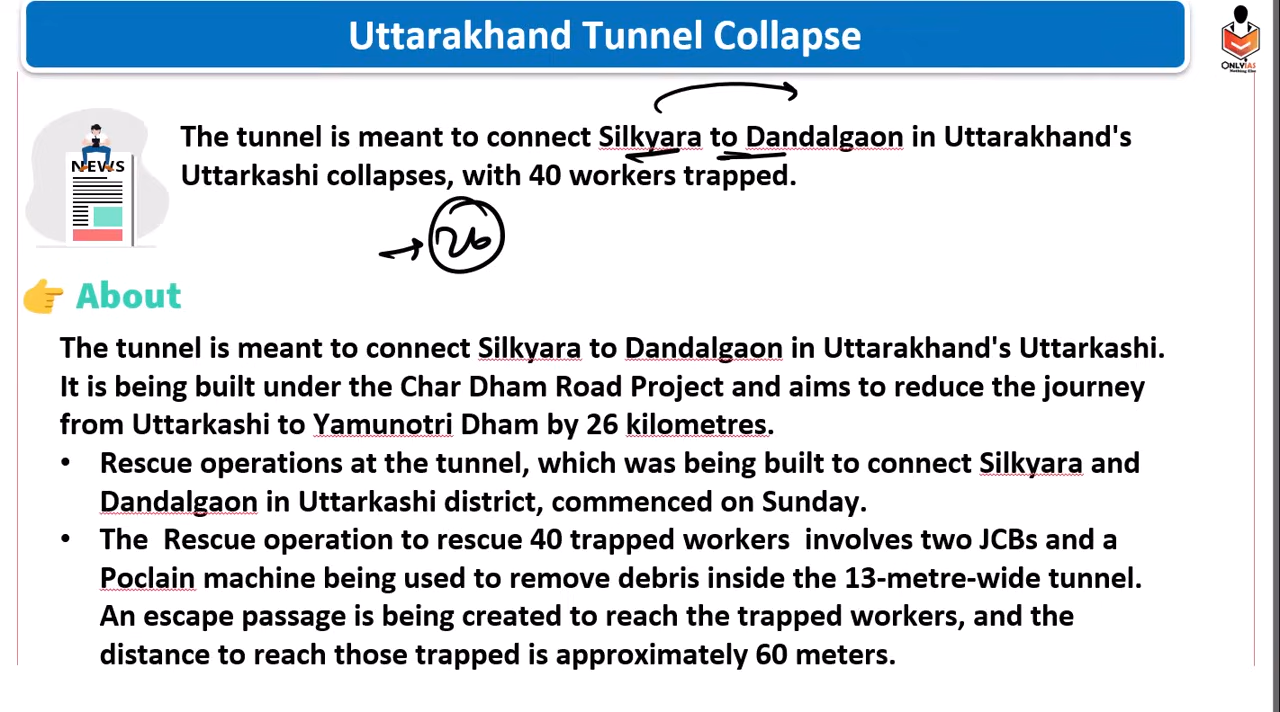 Uttarakhand Tunnel Collapse
ONLYIAS
Nothing Else
NEWS
The tunnel is meant to connect Silkyara to Dandalgaon in Uttarakhand's
Uttarkashi collapses, with 40 workers trapped.
26
About
The tunnel is meant to connect Silkyara to Dandalgaon in Uttarakhand's Uttarkashi.
It is being built under the Char Dham Road Project and aims to reduce the journey
from Uttarkashi to Yamunotri Dham by 26 kilometres.
• Rescue operations at the tunnel, which was being built to connect Silkyara and
Dandalgaon in Uttarkashi district, commenced on Sunday.
• The  Rescue operation to rescue 40 trapped workers  involves two JCBs and a
Poclain machine being used to remove debris inside the 13-metre-wide tunnel.
An escape passage is being created to reach the trapped workers, and the
distance to reach those trapped is approximately 60 meters.